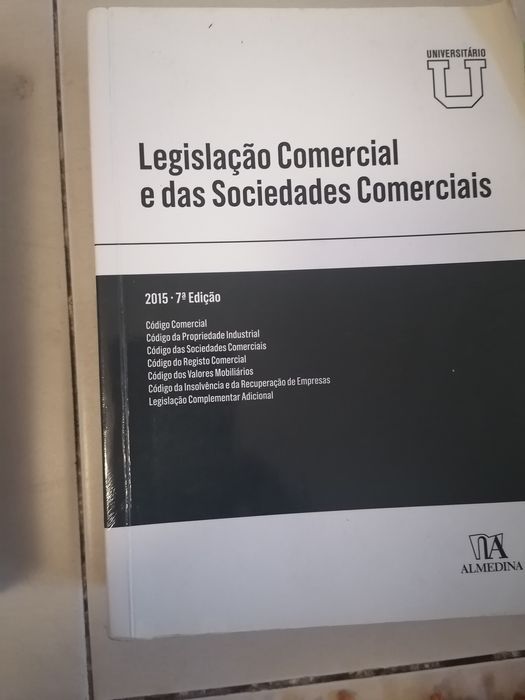 UNIVERSITÁRIO
U
Legislação Comercial
e das Sociedades Comerciais
2015 · 7ª Edição
Código Comercial
Código da Propriedade Industrial
Código das Sociedades Comerciais
Código do Registo Comercial
Código dos Valores Mobiliários
Código da Insolvência e da Recuperação de Empresas
Legislação Complementar Adicional
ALMEDINA